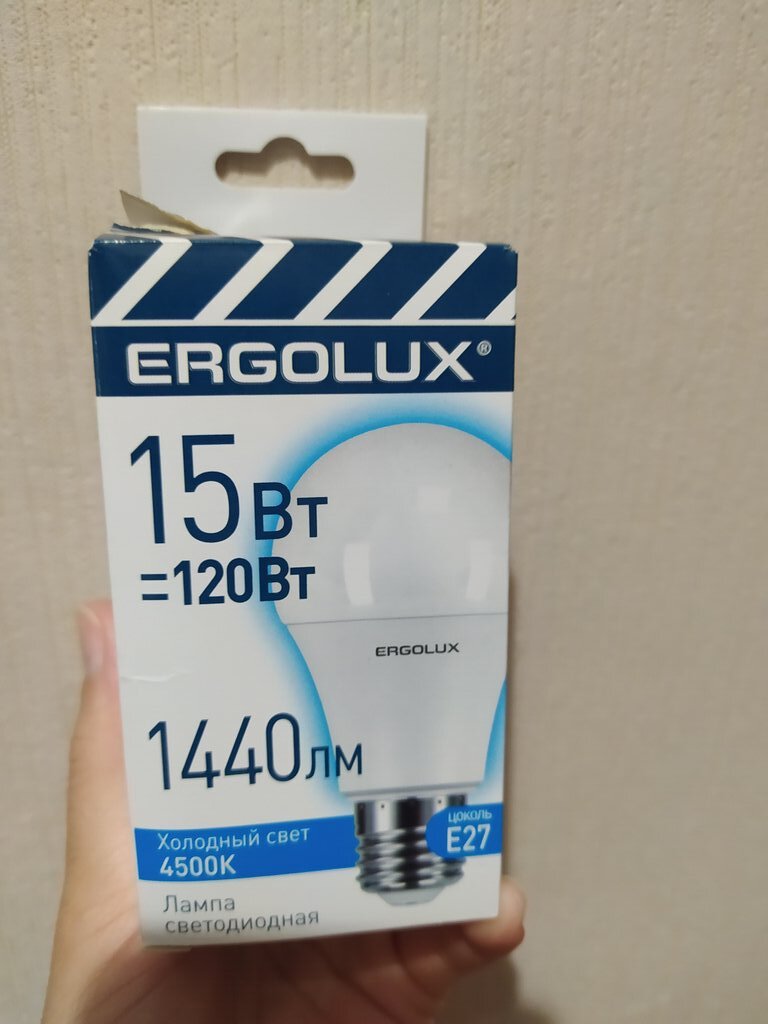 ERGOLUX®
15Вт
=120Вт
ERGOLUX
1440лм
Холодный свет
4500K
цоколь
E27
Лампа
светодиодная